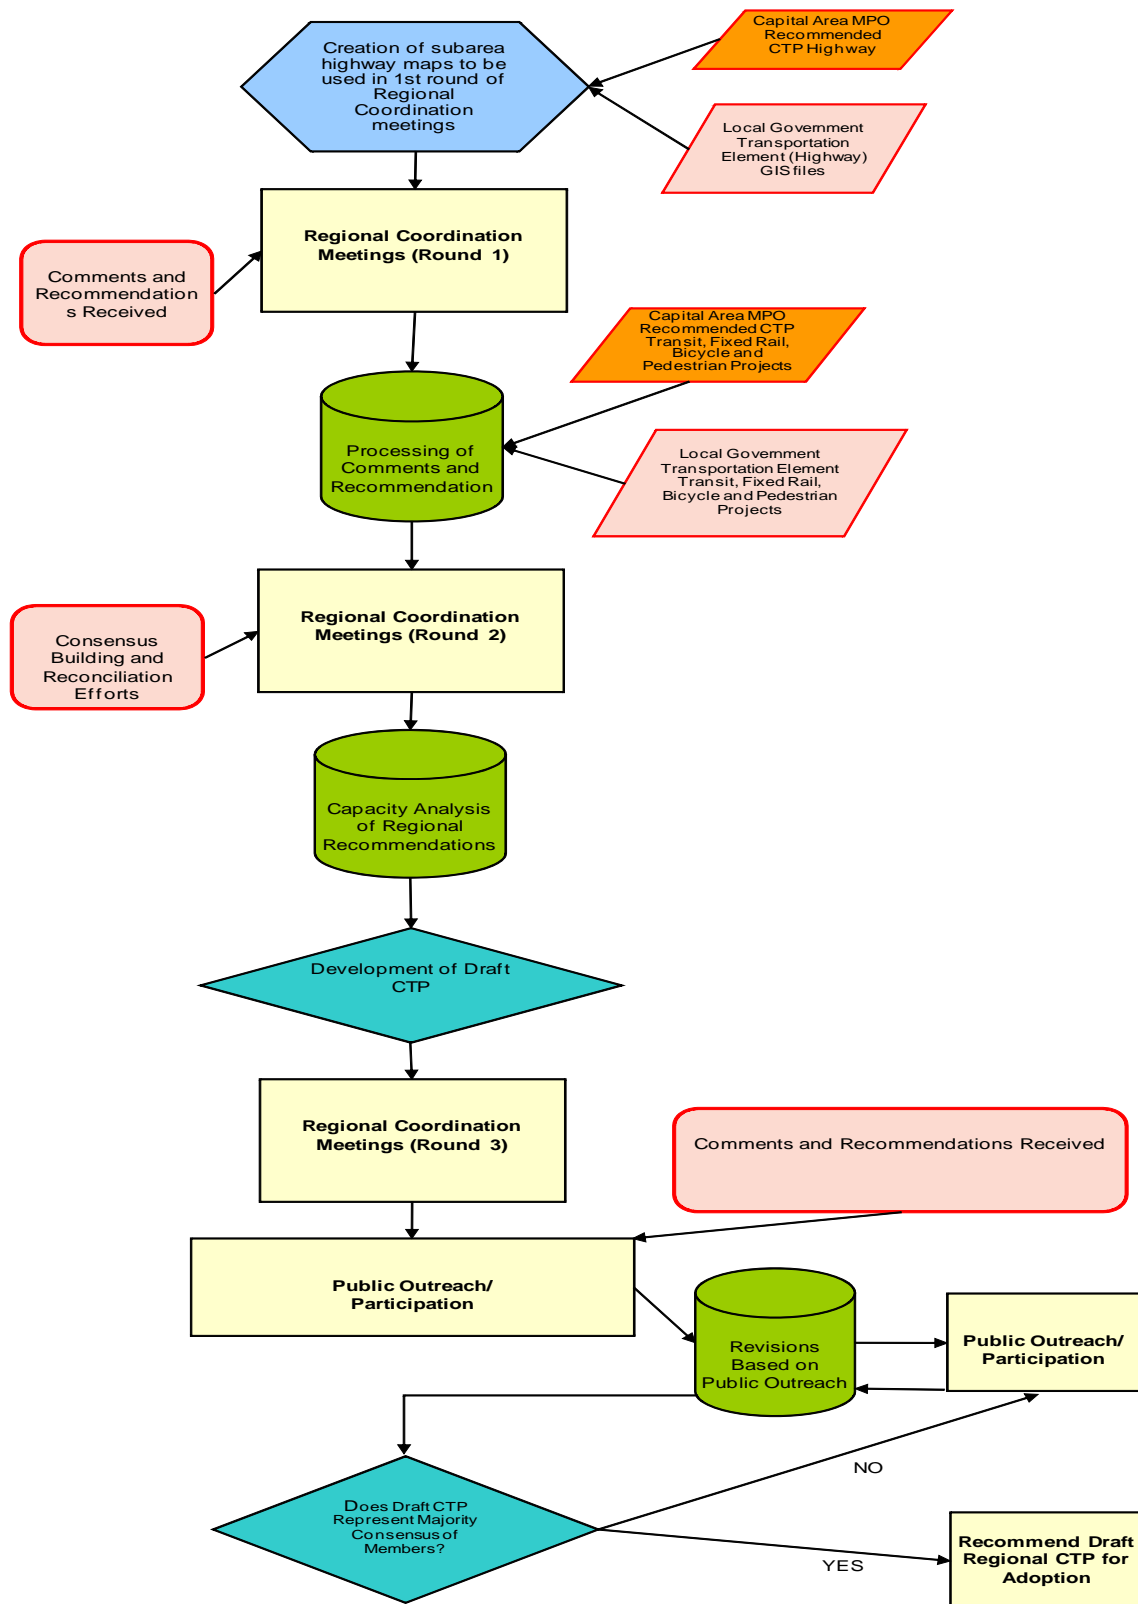 Creation of subarea
highway maps to be
used in 1st round of
Regional
Coordination
meetings
Capital Area MPO
Recommended
CTP Highway
Local Government
Transportation
Element (Highway)
GIS files
Regional Coordination
Meetings (Round 1)
Comments and
Recommendation
s Received
Capital Area MPO
Recommended CTP
Transit, Fixed Rail,
Bicycle and
Pedestrian Projects
Processing of
Comments and
Recommendation
Local Government
Transportation Element
Transit, Fixed Rail,
Bicycle and Pedestrian
Projects
Regional Coordination
Meetings (Round 2)
Consensus
Building and
Reconciliation
Efforts
Capacity Analysis
of Regional
Recommendations
Development of Draft
CTP
Regional Coordination
Meetings (Round 3)
Comments and Recommendations Received
Public Outreach/
Participation
Revisions
Based on
Public Outreach
Public Outreach/
Participation
NO
Does Draft CTP
Represent Majority
Consensus of
Members?
YES
Recommend Draft
Regional CTP for
Adoption